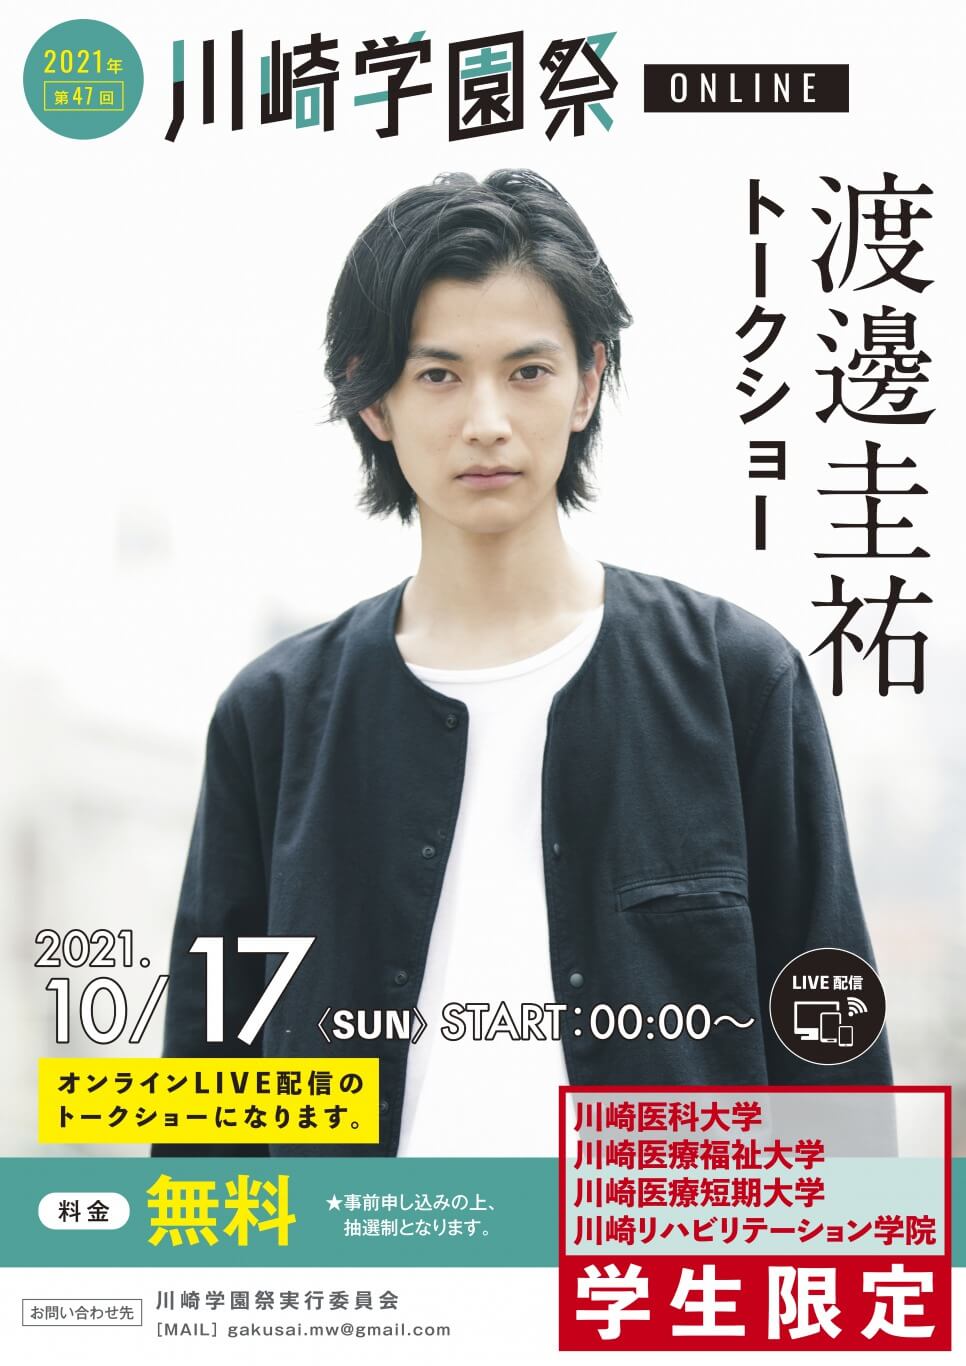 2021年
第47回
川崎学園祭
ONLINE
渡邊圭祐
トークショー
2021.
10/17〈SUN〉START:00:00〜
LIVE配信
オンラインLIVE配信の
トークショーになります。
川崎医科大学
川崎医療福祉大学
川崎医療短期大学
川崎リハビリテーション学院
学生限定
料金
無料
★事前申し込みの上、
抽選制となります。
お問い合わせ先
川崎学園祭実行委員会
[MAIL] gakusai.mw@gmail.com